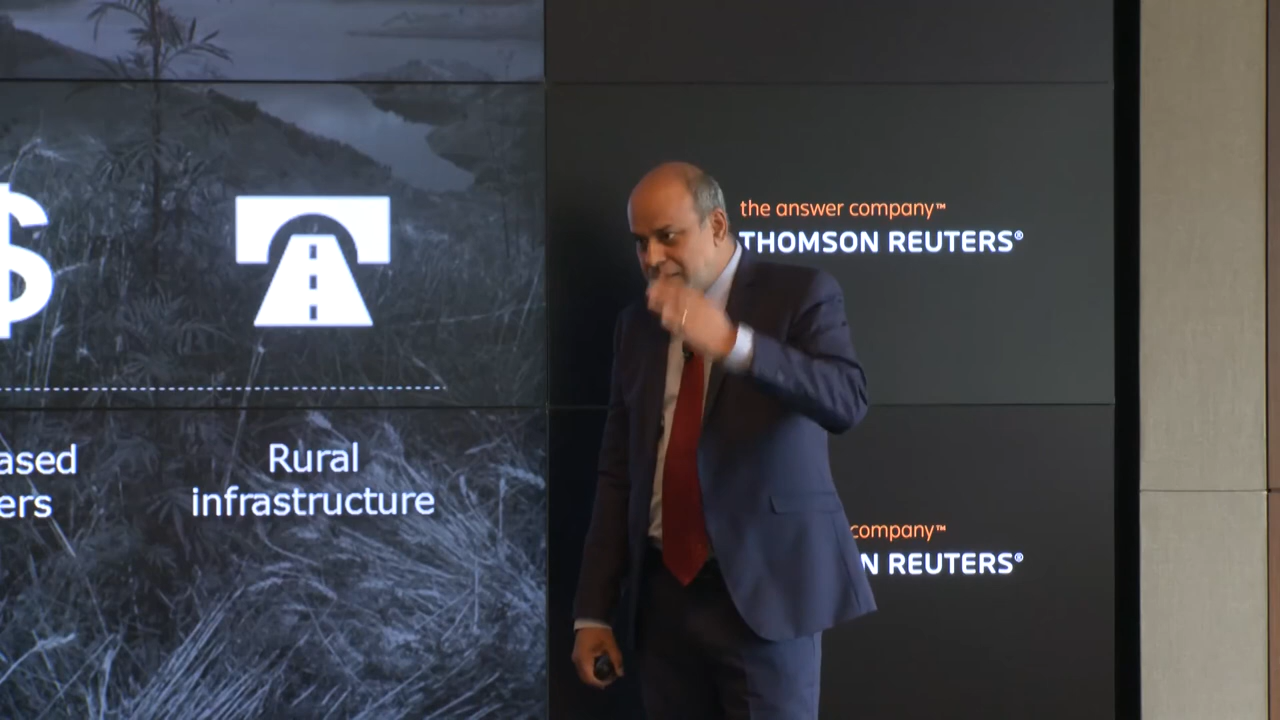 $
ased
ers
Rural
infrastructure
the answer company™
THOMSON REUTERS®
company™
N REUTERS®